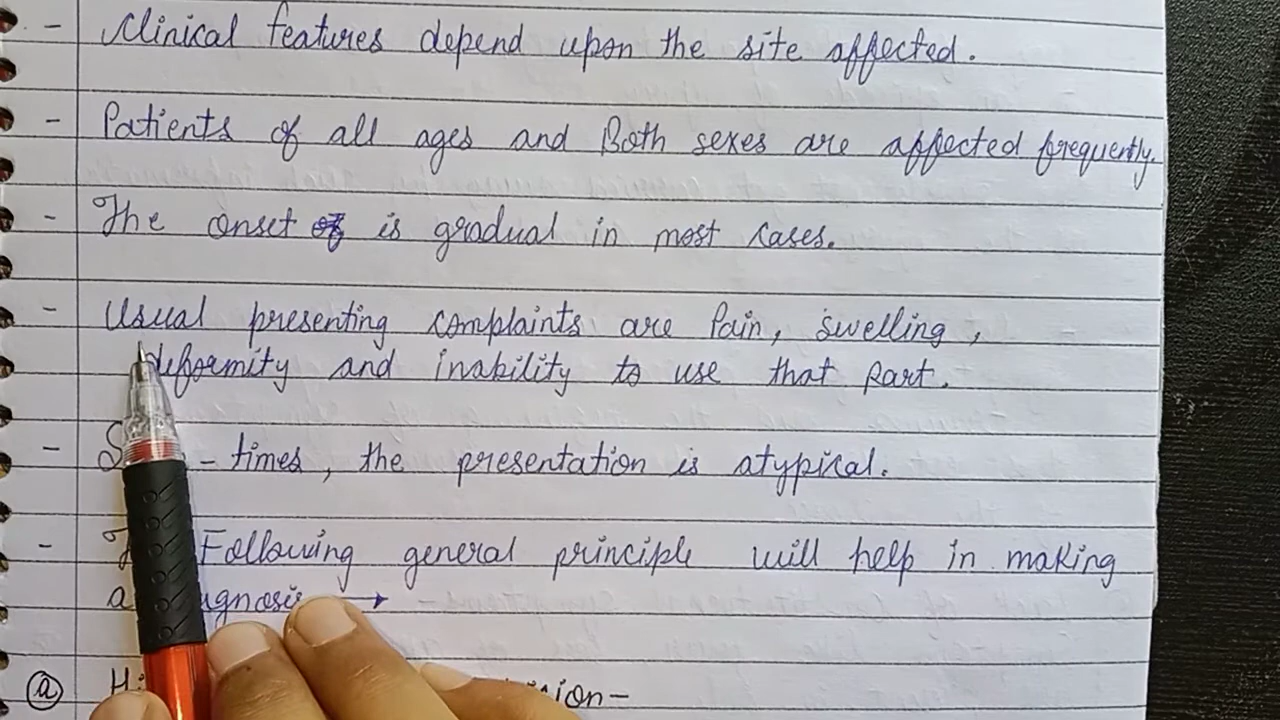 - Clinical features depend upon the site affected.
- Patients of all ages and Both sexes are affected frequently.
- The onset is gradual in most cases.
- Usual presenting complaints are Pain, swelling,
deformity and inability to use that Part.
- - times, the presentation is atypical.
- Following general principle will help in making
a
ⓐ